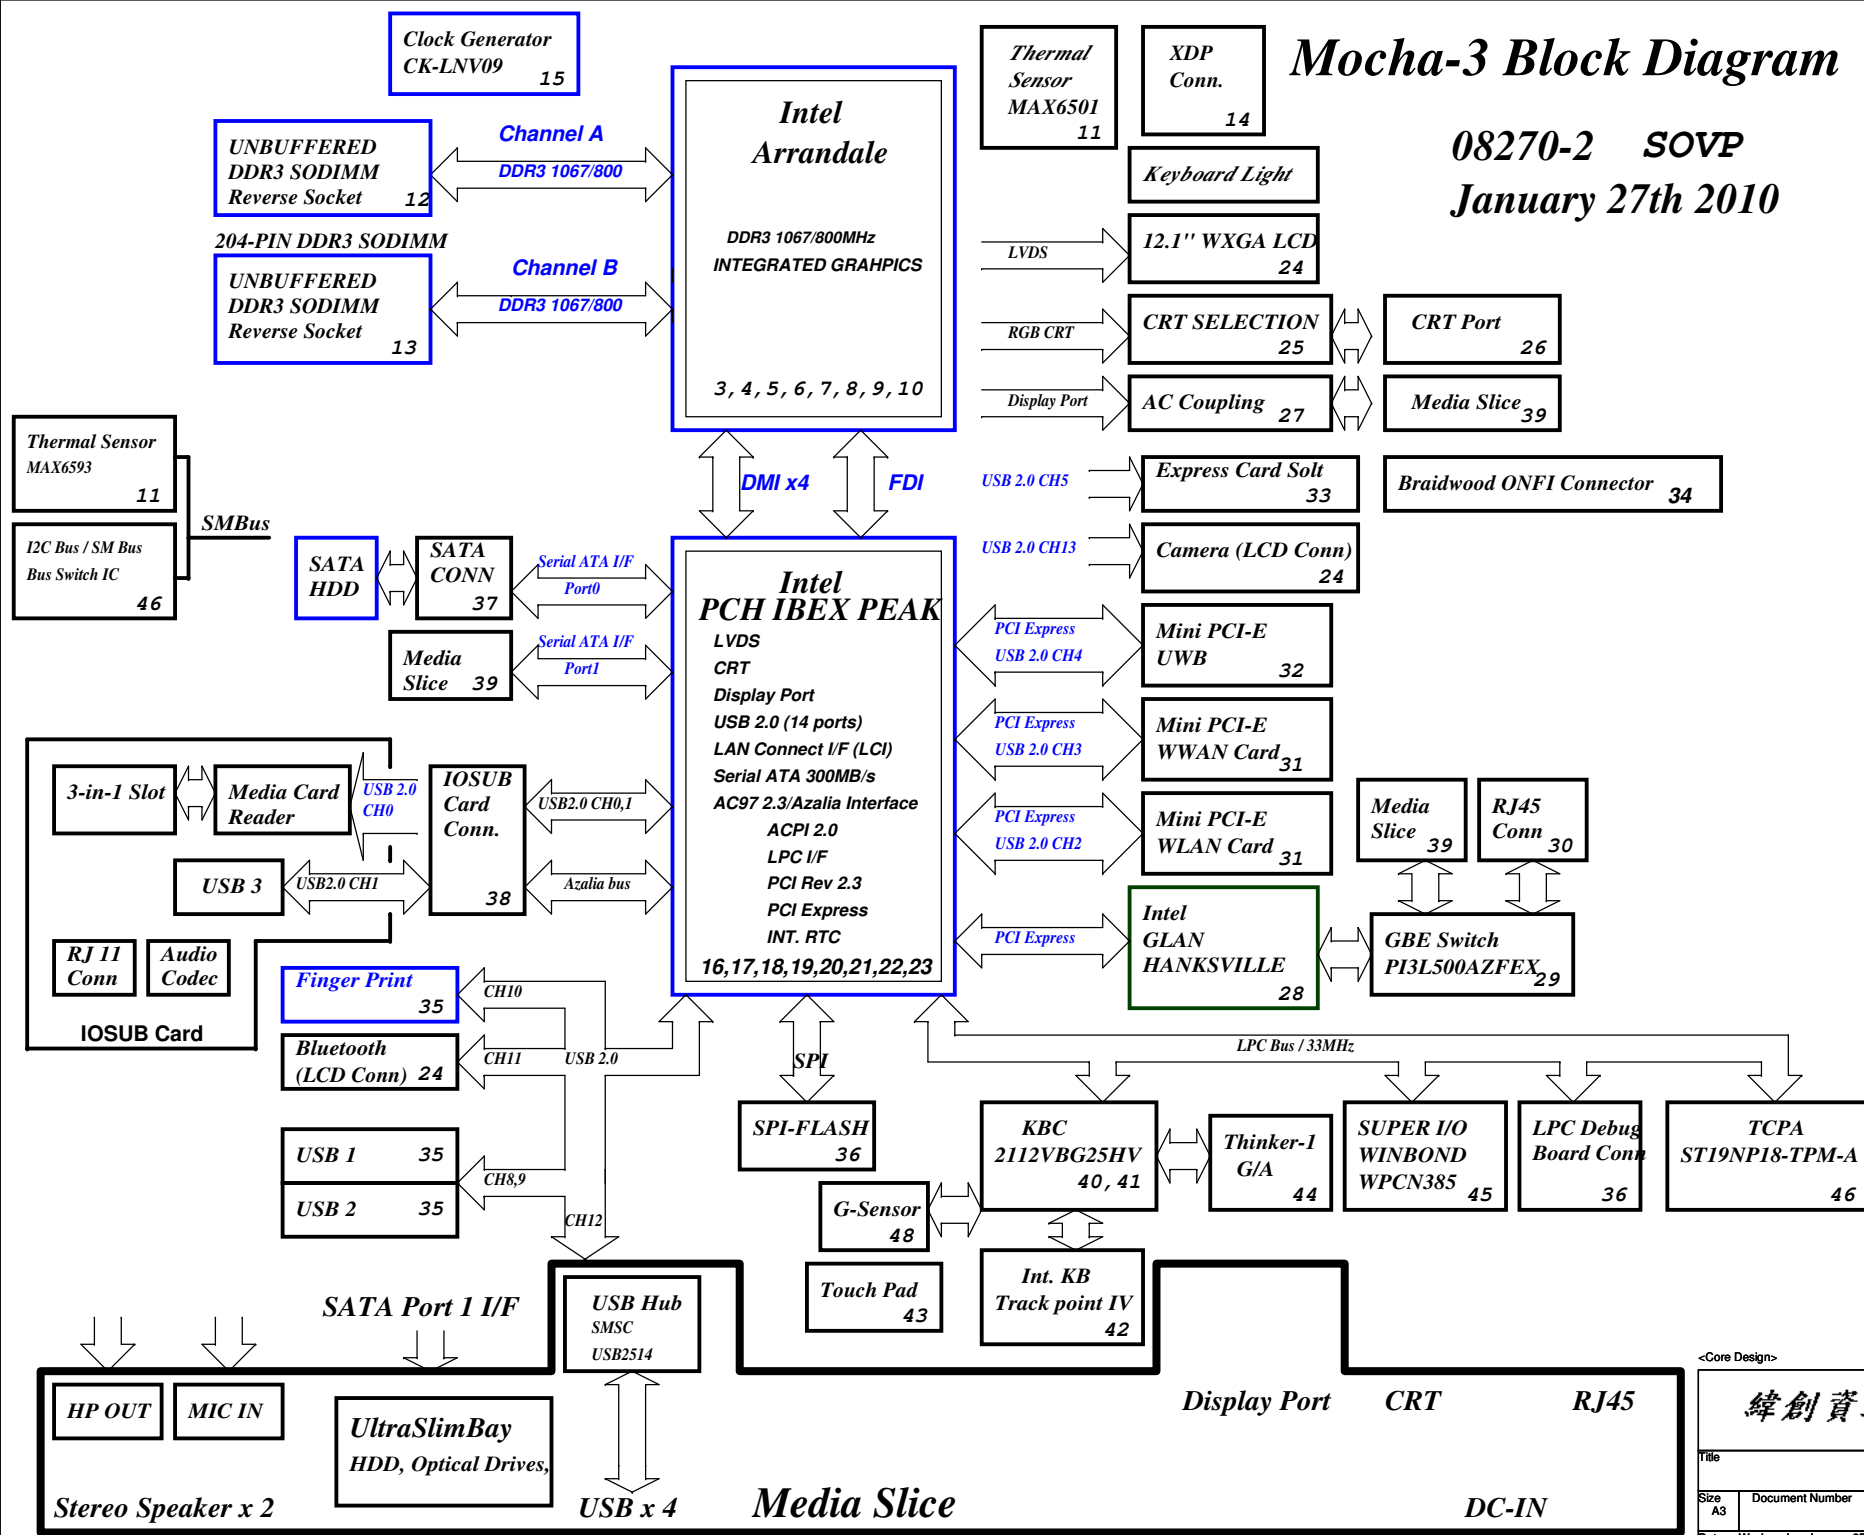 Clock Generator
CK-LNV09
15
Thermal
Sensor
MAX6501
11
XDP
Conn.
14
Mocha-3 Block Diagram
08270-2 SOVP
January 27th 2010
UNBUFFERED
DDR3 SODIMM
Reverse Socket
12
Channel A
DDR3 1067/800
204-PIN DDR3 SODIMM
UNBUFFERED
DDR3 SODIMM
Reverse Socket
13
Channel B
DDR3 1067/800
Intel
Arrandale
DDR3 1067/800MHz
INTEGRATED GRAHPICS
3,4,5,6,7,8,9,10
Keyboard Light
LVDS
12.1" WXGA LCD
24
RGB CRT
CRT SELECTION
25
CRT Port
26
Display Port
AC Coupling
27
Media Slice
39
DMI x4
FDI
USB 2.0 CH5
Express Card Solt
33
Braidwood ONFI Connector 34
USB 2.0 CH13
Camera (LCD Conn)
24
Thermal Sensor
MAX6593
11
I2C Bus / SM Bus
Bus Switch IC
46
SMBus
SATA
HDD
SATA
CONN
37
Serial ATA I/F
Port0
Media
Slice 39
Serial ATA I/F
Port1
Intel
PCH IBEX PEAK
LVDS
CRT
Display Port
USB 2.0 (14 ports)
LAN Connect I/F (LCI)
Serial ATA 300MB/s
AC97 2.3/Azalia Interface
ACPI 2.0
LPC I/F
PCI Rev 2.3
PCI Express
INT. RTC
16,17,18,19,20,21,22,23
PCI Express
USB 2.0 CH4
Mini PCI-E
UWB
32
PCI Express
USB 2.0 CH3
Mini PCI-E
WWAN Card
31
PCI Express
USB 2.0 CH2
Mini PCI-E
WLAN Card
31
Media
Slice
39
RJ45
Conn
30
PCI Express
Intel
GLAN
HANKSVILLE
28
GBE Switch
PI3L500AZFEX
29
3-in-1 Slot
Media Card
Reader
USB 2.0
CH0
IOSUB
Card
Conn.
38
USB2.0 CH0,1
USB 3
USB2.0 CH1
Azalia bus
RJ 11
Conn
Audio
Codec
IOSUB Card
Finger Print
35
CH10
Bluetooth
(LCD Conn) 24
CH11
USB 2.0
USB 1 35
USB 2 35
CH8,9
CH12
SPI
SPI-FLASH
36
LPC Bus / 33MHz
KBC
2112VBG25HV
40,41
Thinker-1
G/A
44
SUPER I/O
WINBOND
WPCN385 45
LPC Debug
Board Conn
36
TCPA
ST19NP18-TPM-A
46
G-Sensor
48
Touch Pad
43
Int. KB
Track point IV
42
SATA Port 1 I/F
USB Hub
SMSC
USB2514
HP OUT
MIC IN
UltraSlimBay
HDD, Optical Drives,
Stereo Speaker x 2
USB x 4
Media Slice
Display Port
CRT
RJ45
DC-IN
<Core Design>
緯創資
Title
Size
A3
Document Number